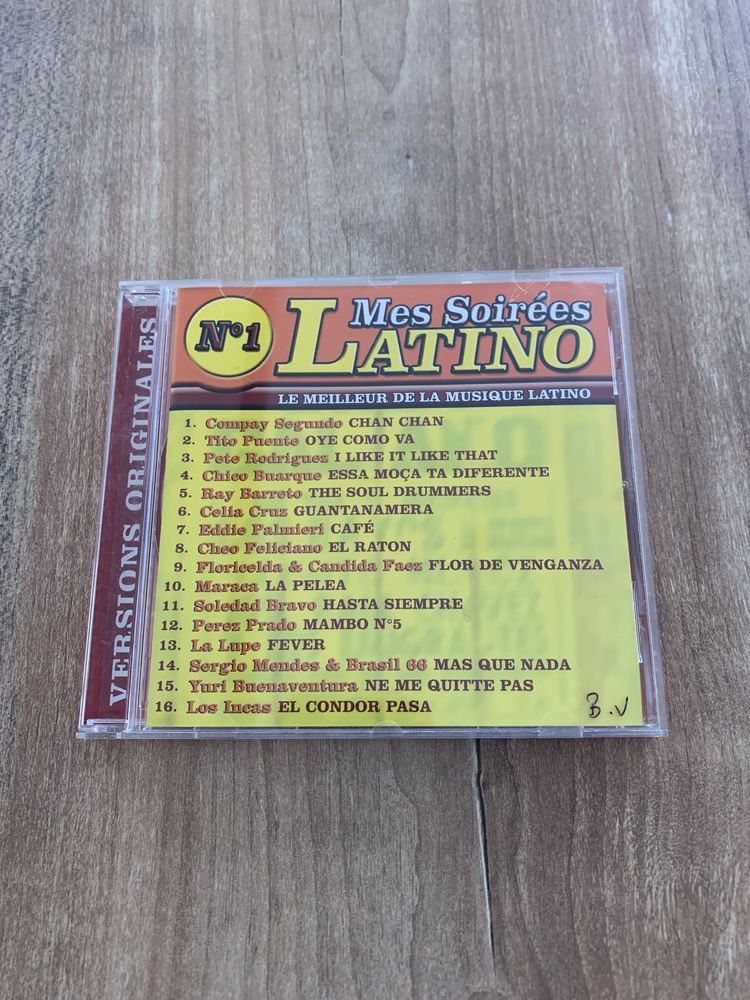 VERSIONS ORIGINALES
N°1
Mes Soirées
LATINO
LE MEILLEUR DE LA MUSIQUE LATINO
1. Compay Segundo CHAN CHAN
2. Tito Puente OYE COMO VA
3. Pete Rodriguez I LIKE IT LIKE THAT
4. Chico Buarque ESSA MOÇA TA DIFERENTE
5. Ray Barreto THE SOUL DRUMMERS
6. Celia Cruz GUANTANAMERA
7. Eddie Palmieri CAFÉ
8. Cheo Feliciano EL RATON
9. Floricelda & Candida Faez FLOR DE VENGANZA
10. Maraca LA PELEA
11. Soledad Bravo HASTA SIEMPRE
12. Perez Prado MAMBO N°5
13. La Lupe FEVER
14. Sergio Mendes & Brasil 66 MAS QUE NADA
15. Yuri Buenaventura NE ME QUITTE PAS
16. Los Incas EL CONDOR PASA
B.V